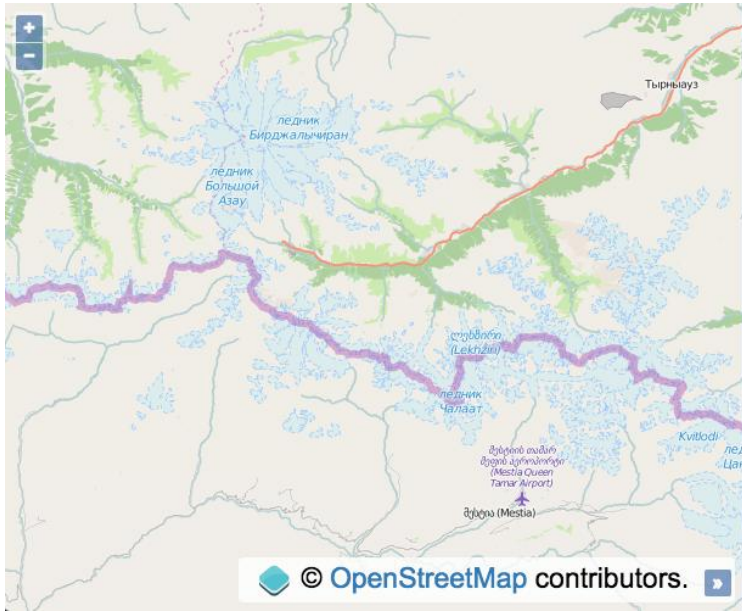 +
−
Тырныауз
ледник
Бирджалычиран
ледник
Большой
Азау
ლეხზირი
(Lekhziri)
ледник
Чалаат
Kvitlodi
მესტიის თამარ
მეფის აეროპორტი
(Mestia Queen
Tamar Airport)
მესტია (Mestia)
© OpenStreetMap contributors.
»